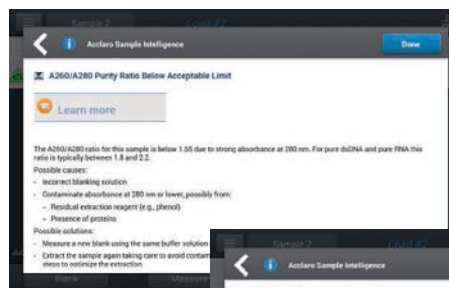 Sample 2 Load #2
Acclaro Sample Intelligence Done
A260/A280 Purity Ratio Below Acceptable Limit
Learn more
The A260/A280 ratio for this sample is below 1.55 due to strong absorbance at 280 nm. For pure dsDNA and pure RNA this
ratio is typically between 1.8 and 2.2.
Possible causes:
- Incorrect blanking solution
- Contaminate absorbance at 280 nm or lower, possibly from:
- Residual extraction reagent (e.g., phenol)
- Presence of proteins
Possible solutions:
- Measure a new blank using the same buffer solution
- Extract the sample again taking care to avoid contam
steps to optimize the extraction
Blank Measure
Sample 2 Load #2
Acclaro Sample Intelligence